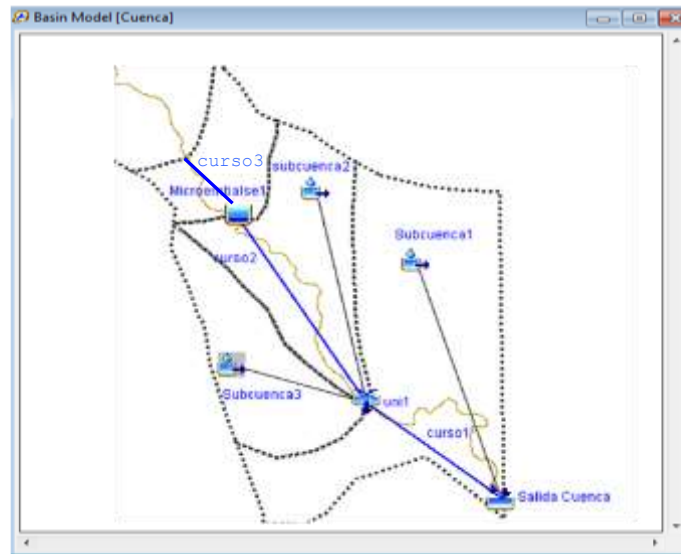 Basin Model [Cuenca]
curso3
subcuenca2
Microembalse1
Subcuenca1
curso2
Subcuenca3
uni1
curso1
Salida Cuenca